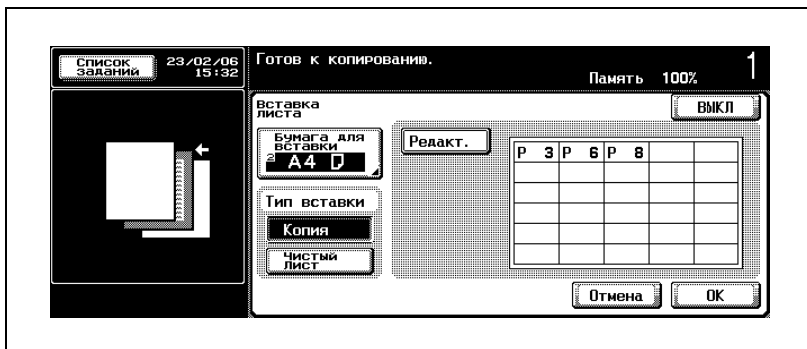 Список заданий
23/02/06
15:32
Готов к копированию.
Память 100%
1
Вставка листа
ВЫКЛ
Бумага для вставки
2 A4
Редакт.
P 3 P 6 P 8
Тип вставки
Копия
Чистый лист
Отмена
OK